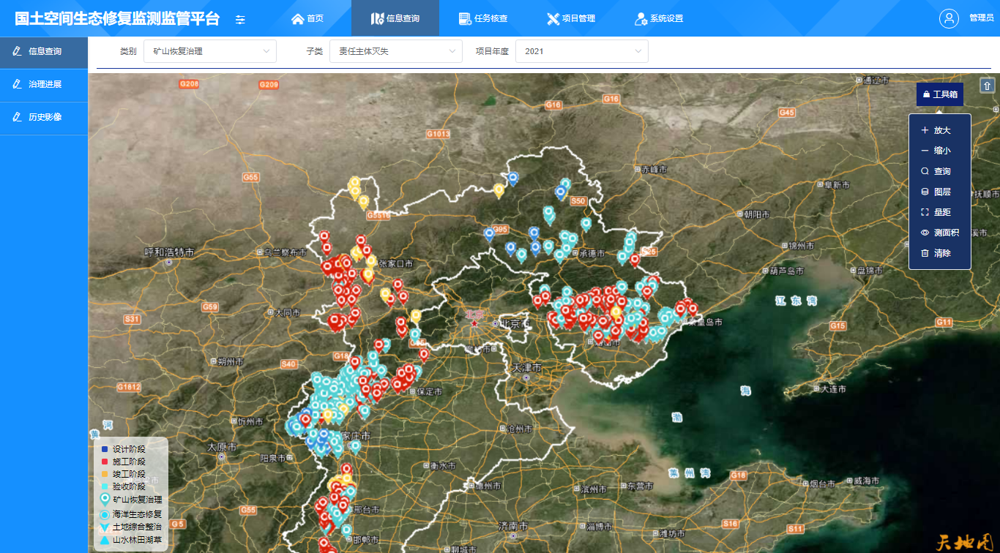 国土空间生态修复监测监管平台
首页
信息查询
任务核查
项目管理
系统设置
管理员
信息查询
治理进展
历史影像
类别 矿山恢复治理
子类 责任主体灭失
项目年度 2021
工具箱
放大
缩小
查询
图层
量距
测面积
清除
G208
G209
通辽市
G16
G16
G45
G1013
G55
赤峰市
阜新市
抚顺市
S50
G5516
朝阳市
G95
锦州市
呼和浩特市
乌兰察布市
张家口市
承德市
葫芦岛市
盘锦市
辽东湾
G59
大同市
S31
北京
北京市
秦皇岛市
G15
G11
朔州市
S40
天津市
G1812
保定市
海
大连市
渤
忻州市
河
黄
沧州市
太原市
阳泉市
衡水市
莱州湾
G18
德州市
滨州市
东营市
烟台市
威海市
G55
G5
邢台市
济南市
淄博市
S16
S11
潍坊市
邯郸市
聊城市
设计阶段
施工阶段
竣工阶段
验收阶段
矿山恢复治理
海洋生态修复
土地综合整治
山水林田湖草
天地图